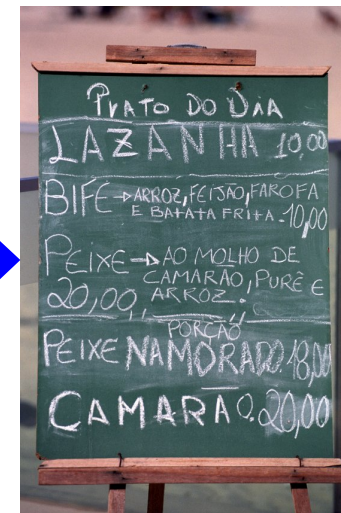 PRATO DO DIA
LAZANHA 10,00
BIFE → ARROZ, FEIJÃO, FAROFA
E BATATA FRITA - 10,00
PEIXE → AO MOLHO DE
CAMARÃO, PURÊ E
20,00,, ARROZ.
PORÇÃO
PEIXE NAMORADO. 18,00
CAMARÃO. 20,00